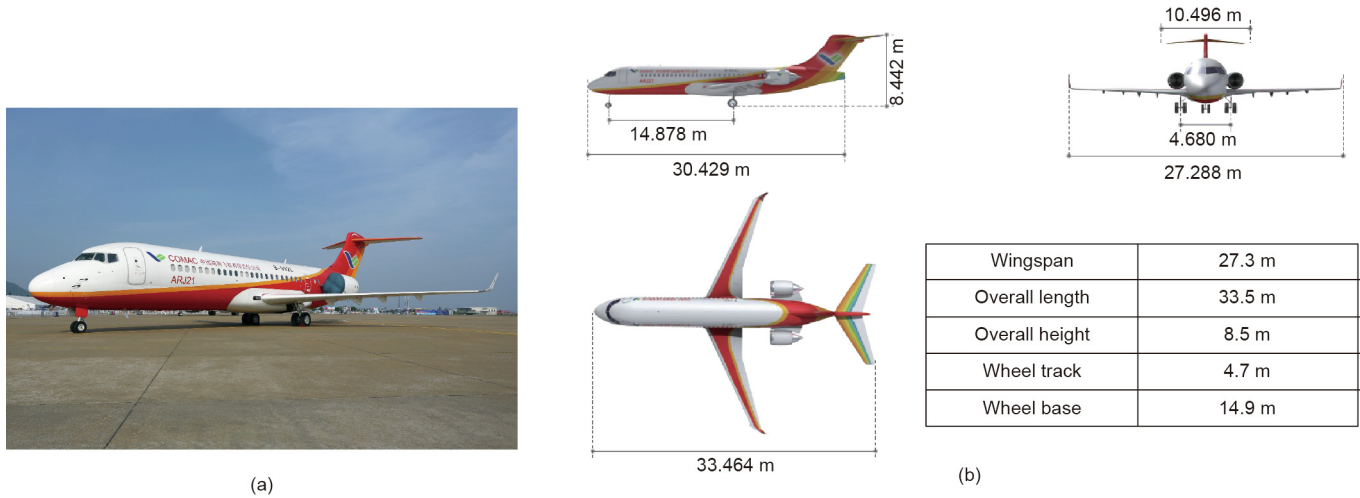 COMAC
ARJ21
(a)
8.442 m
14.878 m
30.429 m
10.496 m
4.680 m
27.288 m
33.464 m
Wingspan 27.3 m
Overall length 33.5 m
Overall height 8.5 m
Wheel track 4.7 m
Wheel base 14.9 m
(b)